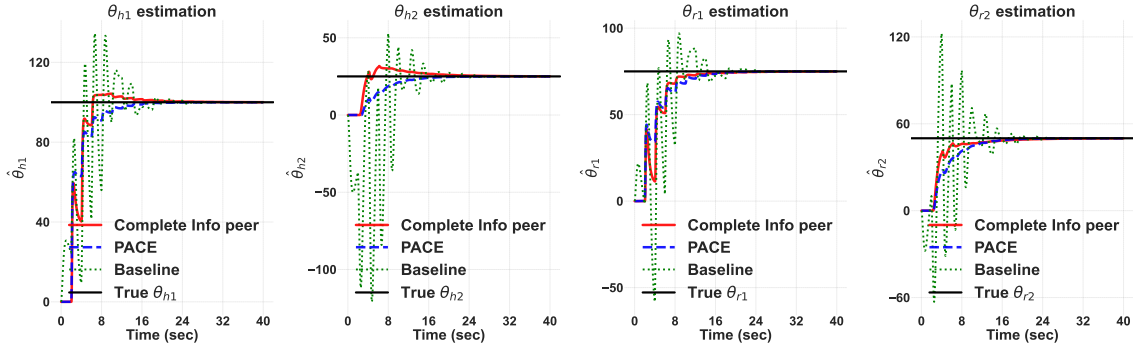 θh1 estimation
120
80
40
0
θ̂h1
Complete Info peer
PACE
Baseline
True θh1
0 8 16 24 32 40
Time (sec)
θh2 estimation
50
0
−50
−100
θ̂h2
Complete Info peer
PACE
Baseline
True θh2
0 8 16 24 32 40
Time (sec)
θr1 estimation
100
50
0
−50
θ̂r1
Complete Info peer
PACE
Baseline
True θr1
0 8 16 24 32 40
Time (sec)
θr2 estimation
120
60
0
−60
θ̂r2
Complete Info peer
PACE
Baseline
True θr2
0 8 16 24 32 40
Time (sec)